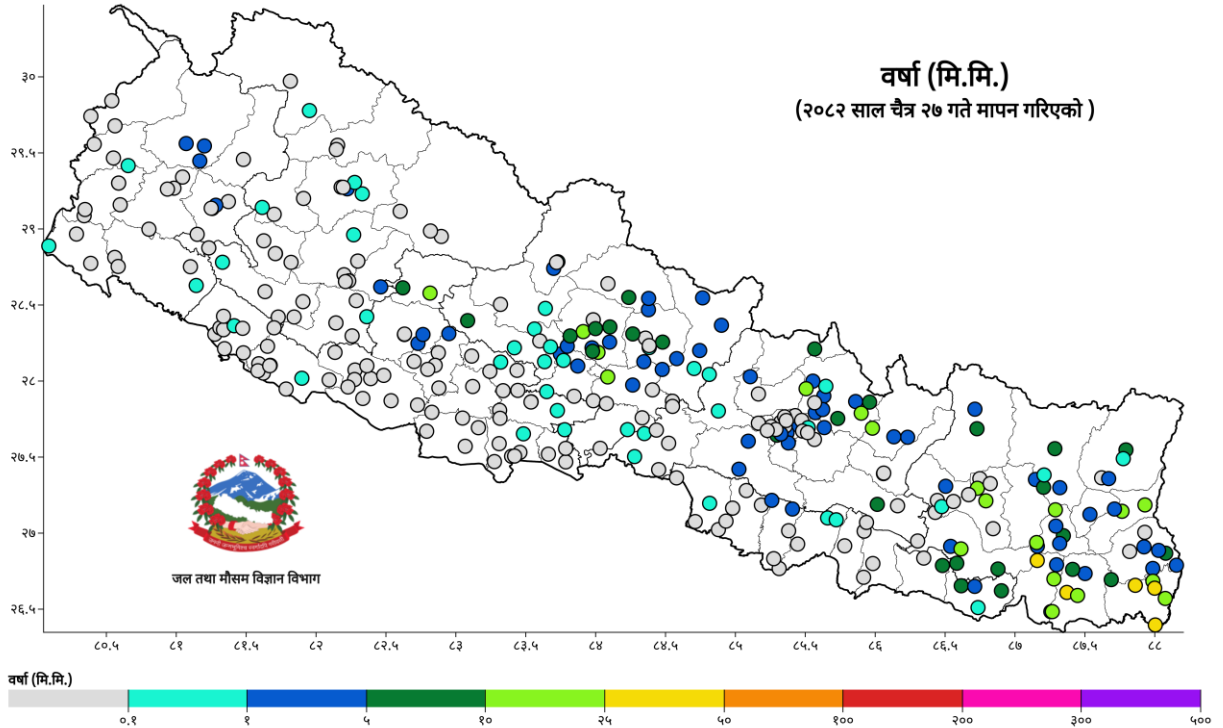 वर्षा (मि.मि.)
(२०८२ साल चैत्र २७ गते मापन गरिएको )
३०
२९.५
२९
२८.५
२८
२७.५
२७
२६.५
जल तथा मौसम विज्ञान विभाग
८०.५ ८१ ८१.५ ८२ ८२.५ ८३ ८३.५ ८४ ८४.५ ८५ ८५.५ ८६ ८६.५ ८७ ८७.५ ८८
वर्षा (मि.मि.)
०.१ १ ५ १० २५ ५० १०० २०० ३०० ५००